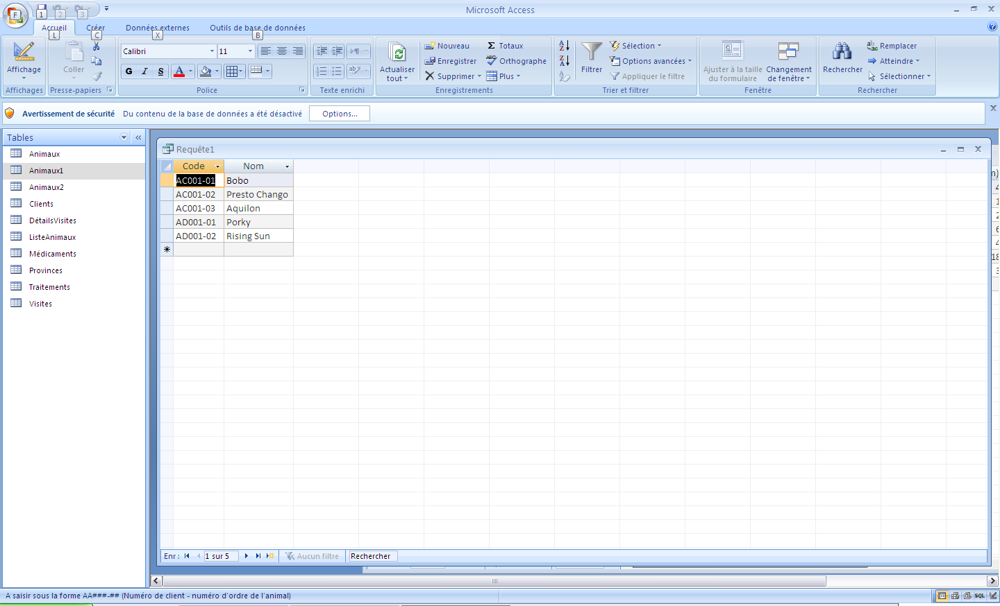 Microsoft Access
F
1
2
3
Accueil
Créer
Données externes
Outils de base de données
L
C
X
B
Affichage
Affichages
Coller
Presse-papiers
Calibri
11
G I S
A
Police
Texte enrichi
Actualiser
tout
Nouveau
Enregistrer
Supprimer
Σ Totaux
ABC Orthographe
Plus
Enregistrements
Filtrer
Sélection
Options avancées
Appliquer le filtre
Trier et filtrer
Ajuster à la taille
du formulaire
Changement
de fenêtre
Fenêtre
Rechercher
Remplacer
Atteindre
Sélectionner
Rechercher
Avertissement de sécurité Du contenu de la base de données a été désactivé Options...
Tables
Animaux
Animaux1
Animaux2
Clients
DétailsVisites
ListeAnimaux
Médicaments
Provinces
Traitements
Visites
Requête1
Code Nom
AC001-01 Bobo
AC001-02 Presto Chango
AC001-03 Aquilon
AD001-01 Porky
AD001-02 Rising Sun
Enr : 1 sur 5 Aucun filtre Rechercher
A saisir sous la forme AA###-## (Numéro de client - numéro d'ordre de l'animal)
SQL